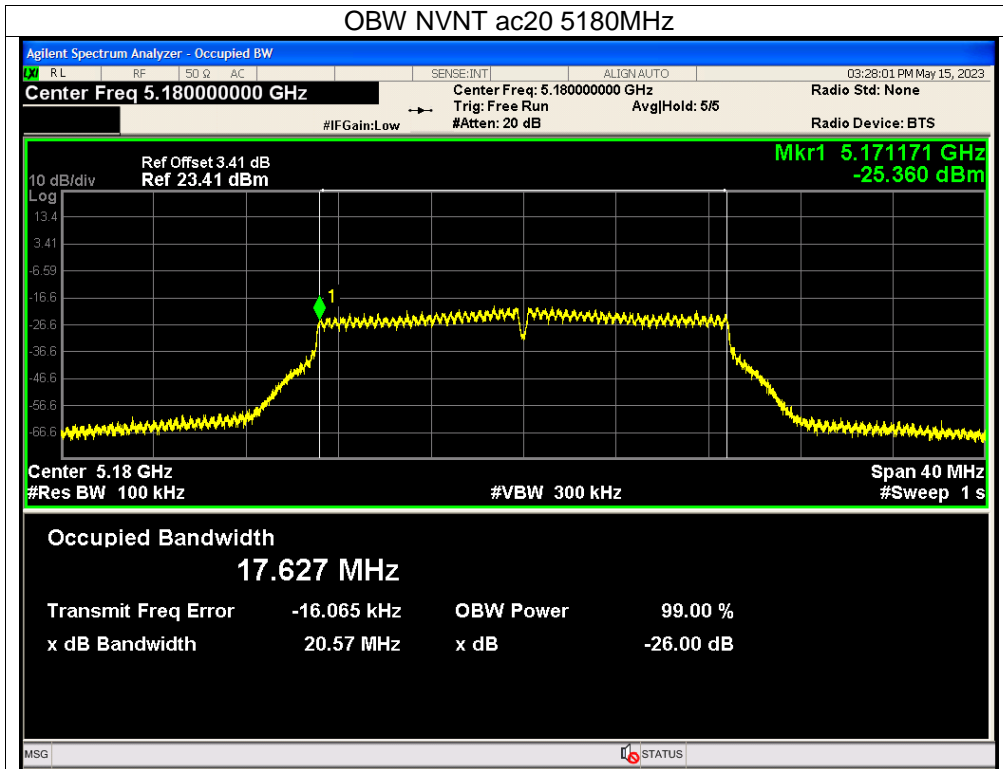 OBW NVNT ac20 5180MHz
Agilent Spectrum Analyzer - Occupied BW
LXI RL RF 50 Ω AC SENSE:INT ALIGN AUTO 03:28:01 PM May 15, 2023
Center Freq 5.180000000 GHz Center Freq: 5.180000000 GHz Radio Std: None
Trig: Free Run Avg|Hold: 5/5
#IFGain:Low #Atten: 20 dB Radio Device: BTS
Mkr1 5.171171 GHz
-25.360 dBm
Ref Offset 3.41 dB
10 dB/div Ref 23.41 dBm
Log
13.4
3.41
-6.59
-16.6
1
-26.6
-36.6
-46.6
-56.6
-66.6
Center 5.18 GHz Span 40 MHz
#Res BW 100 kHz #VBW 300 kHz #Sweep 1 s
Occupied Bandwidth
17.627 MHz
Transmit Freq Error -16.065 kHz OBW Power 99.00 %
x dB Bandwidth 20.57 MHz x dB -26.00 dB
MSG STATUS